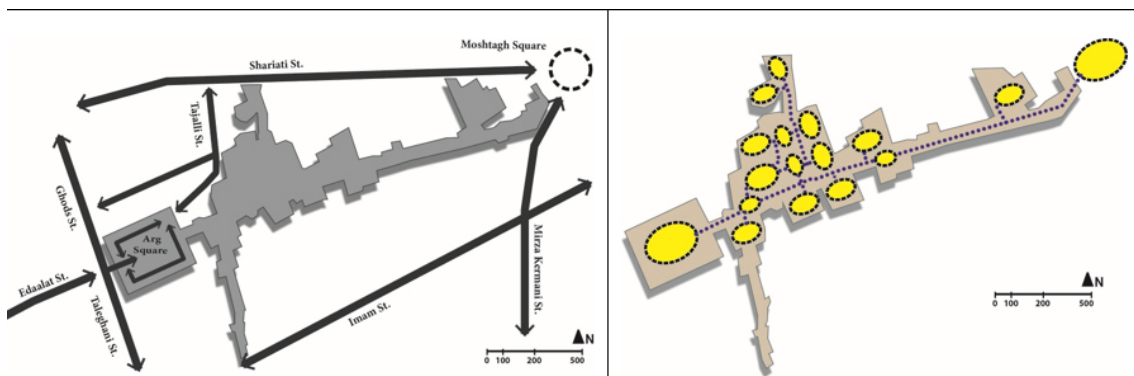 Moshtagh Square
Shariati St.
Tajalli St.
Ghods St.
Arg
Square
Edaalat St.
Taleghani St.
Imam St.
Mirza Kermani St.
N
0 100 200 500
N
0 100 200 500